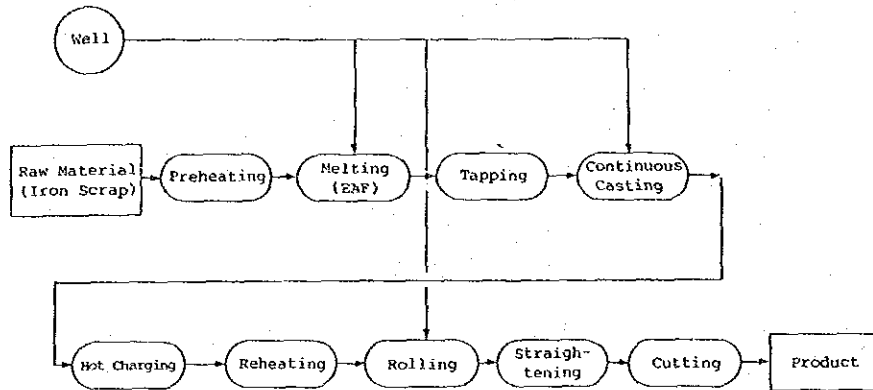 Well
Raw Material
(Iron Scrap)
Preheating
Melting
(EAF)
Tapping
Continuous
Casting
Hot Charging
Reheating
Rolling
Straigh-
tening
Cutting
Product